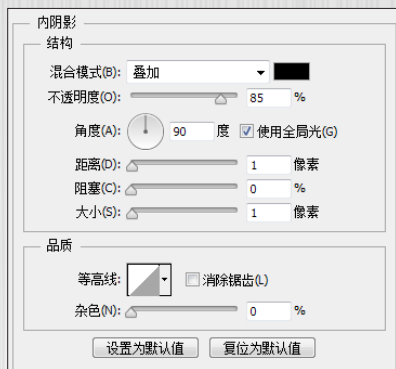 内阴影
结构
混合模式(B): 叠加
不透明度(O): 85 %
角度(A): 90 度 使用全局光(G)
距离(D): 1 像素
阻塞(C): 0 %
大小(S): 1 像素
品质
等高线: 消除锯齿(L)
杂色(N): 0 %
设置为默认值 复位为默认值